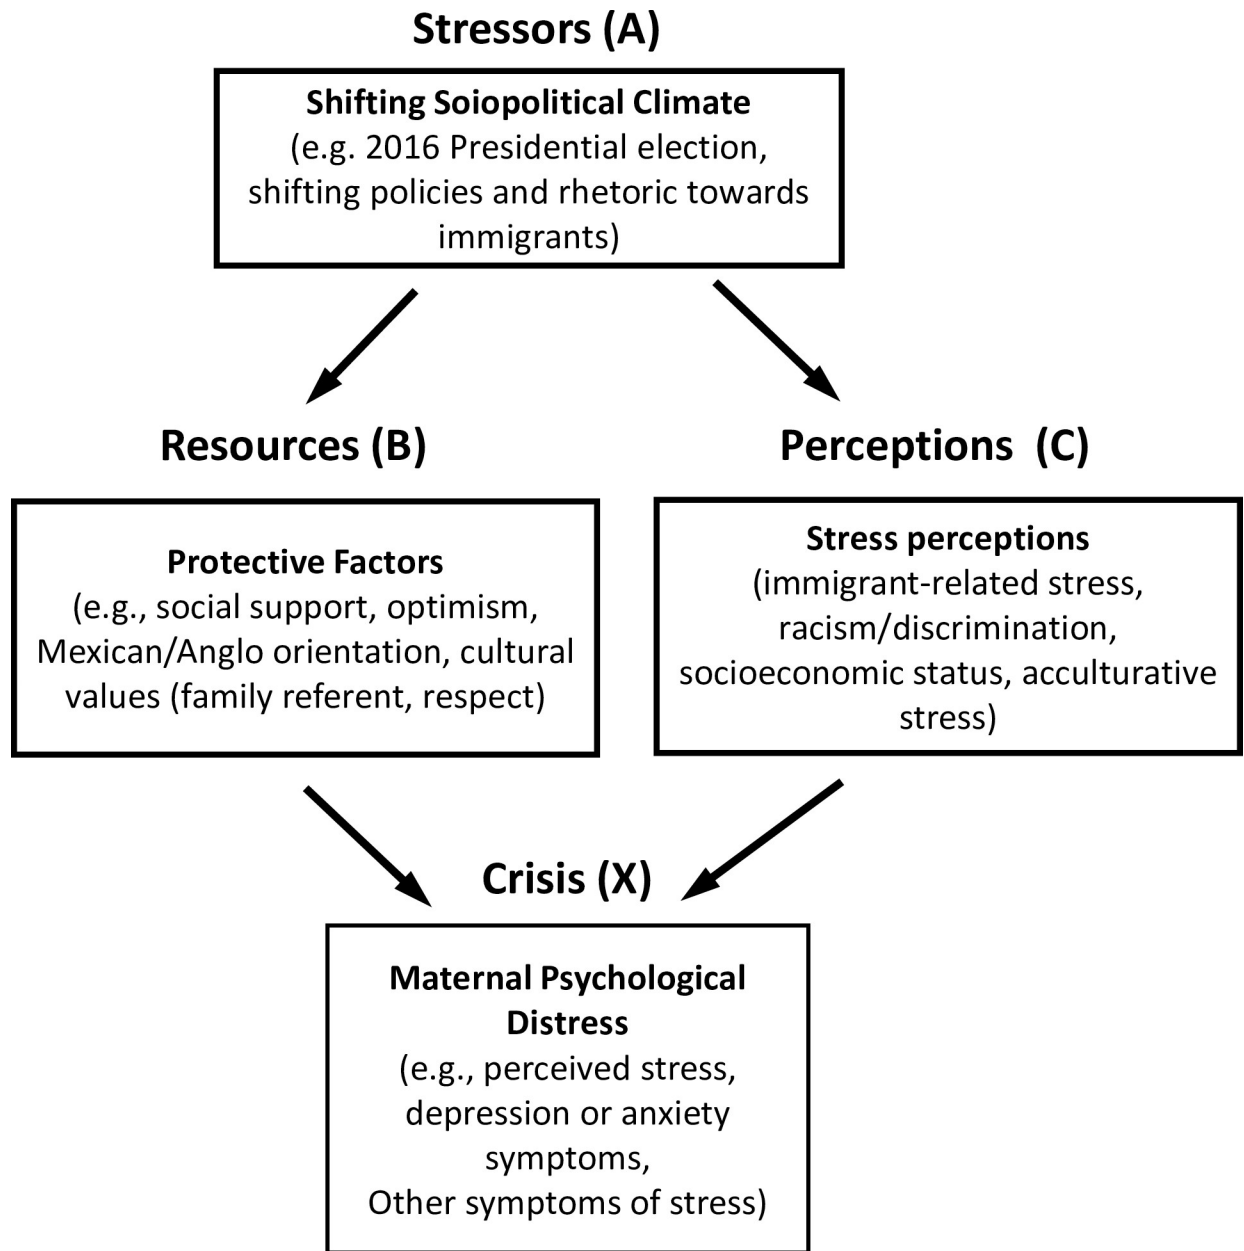 Stressors (A)
Shifting Soiopolitical Climate
(e.g. 2016 Presidential election,
shifting policies and rhetoric towards
immigrants)
Resources (B)
Perceptions (C)
Protective Factors
(e.g., social support, optimism,
Mexican/Anglo orientation, cultural
values (family referent, respect)
Stress perceptions
(immigrant-related stress,
racism/discrimination,
socioeconomic status, acculturative
stress)
Crisis (X)
Maternal Psychological
Distress
(e.g., perceived stress,
depression or anxiety
symptoms,
Other symptoms of stress)